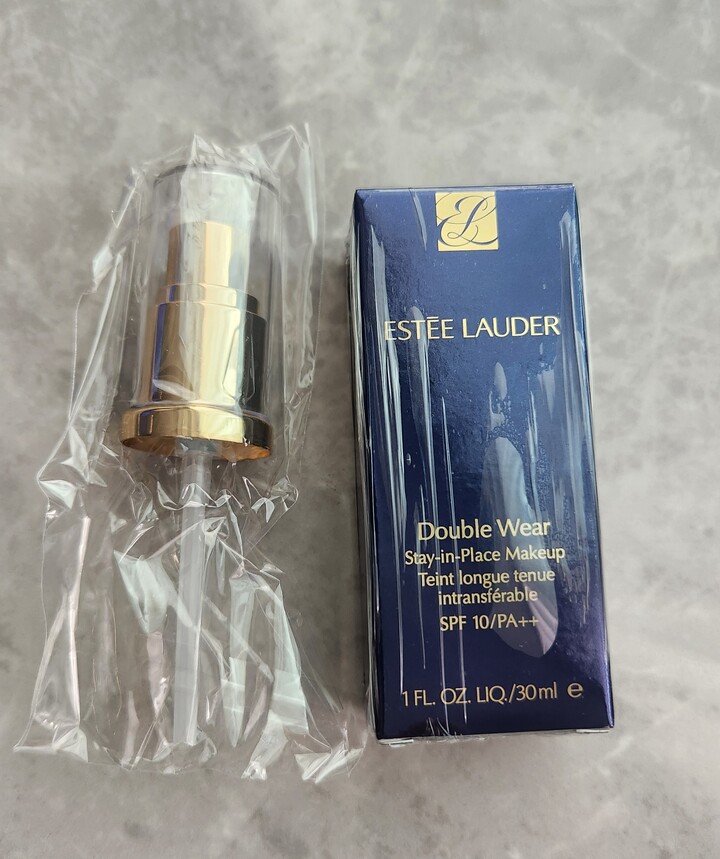 EL
ESTĒE LAUDER
Double Wear
Stay-in-Place Makeup
Teint longue tenue
intransférable
SPF 10/PA++
1 FL. OZ. LIQ./30 ml e